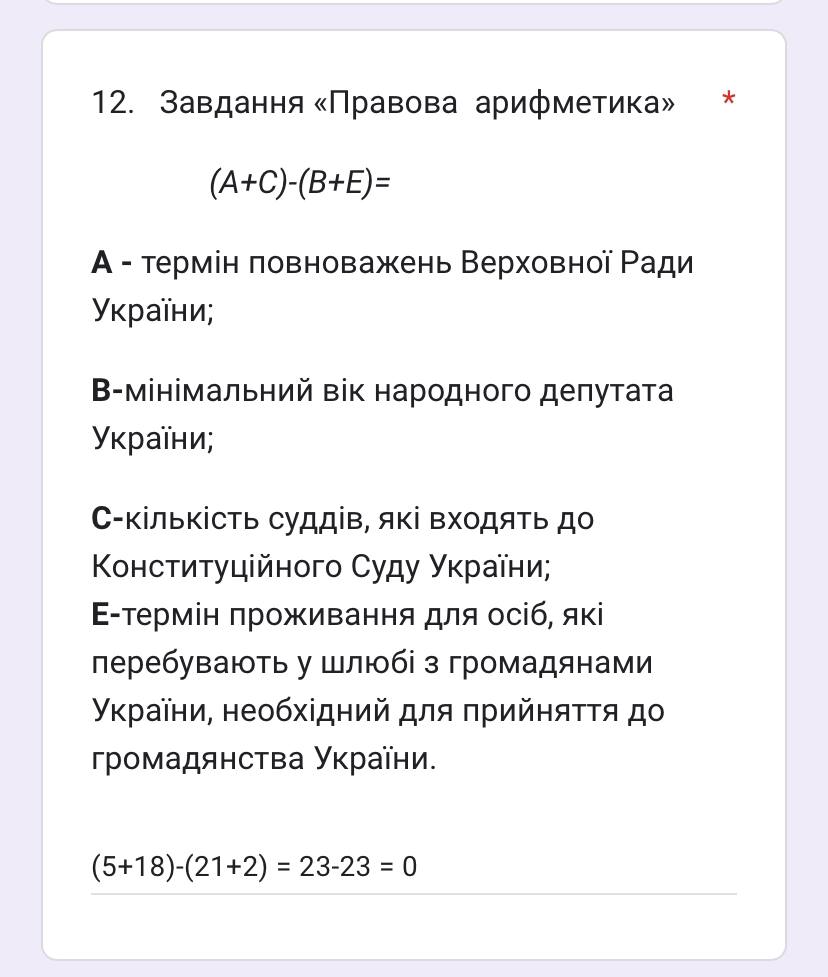 12. Завдання «Правова арифметика» *
(A+C)-(B+E)=
А - термін повноважень Верховної Ради
України;
В-мінімальний вік народного депутата
України;
С-кількість суддів, які входять до
Конституційного Суду України;
Е-термін проживання для осіб, які
перебувають у шлюбі з громадянами
України, необхідний для прийняття до
громадянства України.
(5+18)-(21+2) = 23-23 = 0